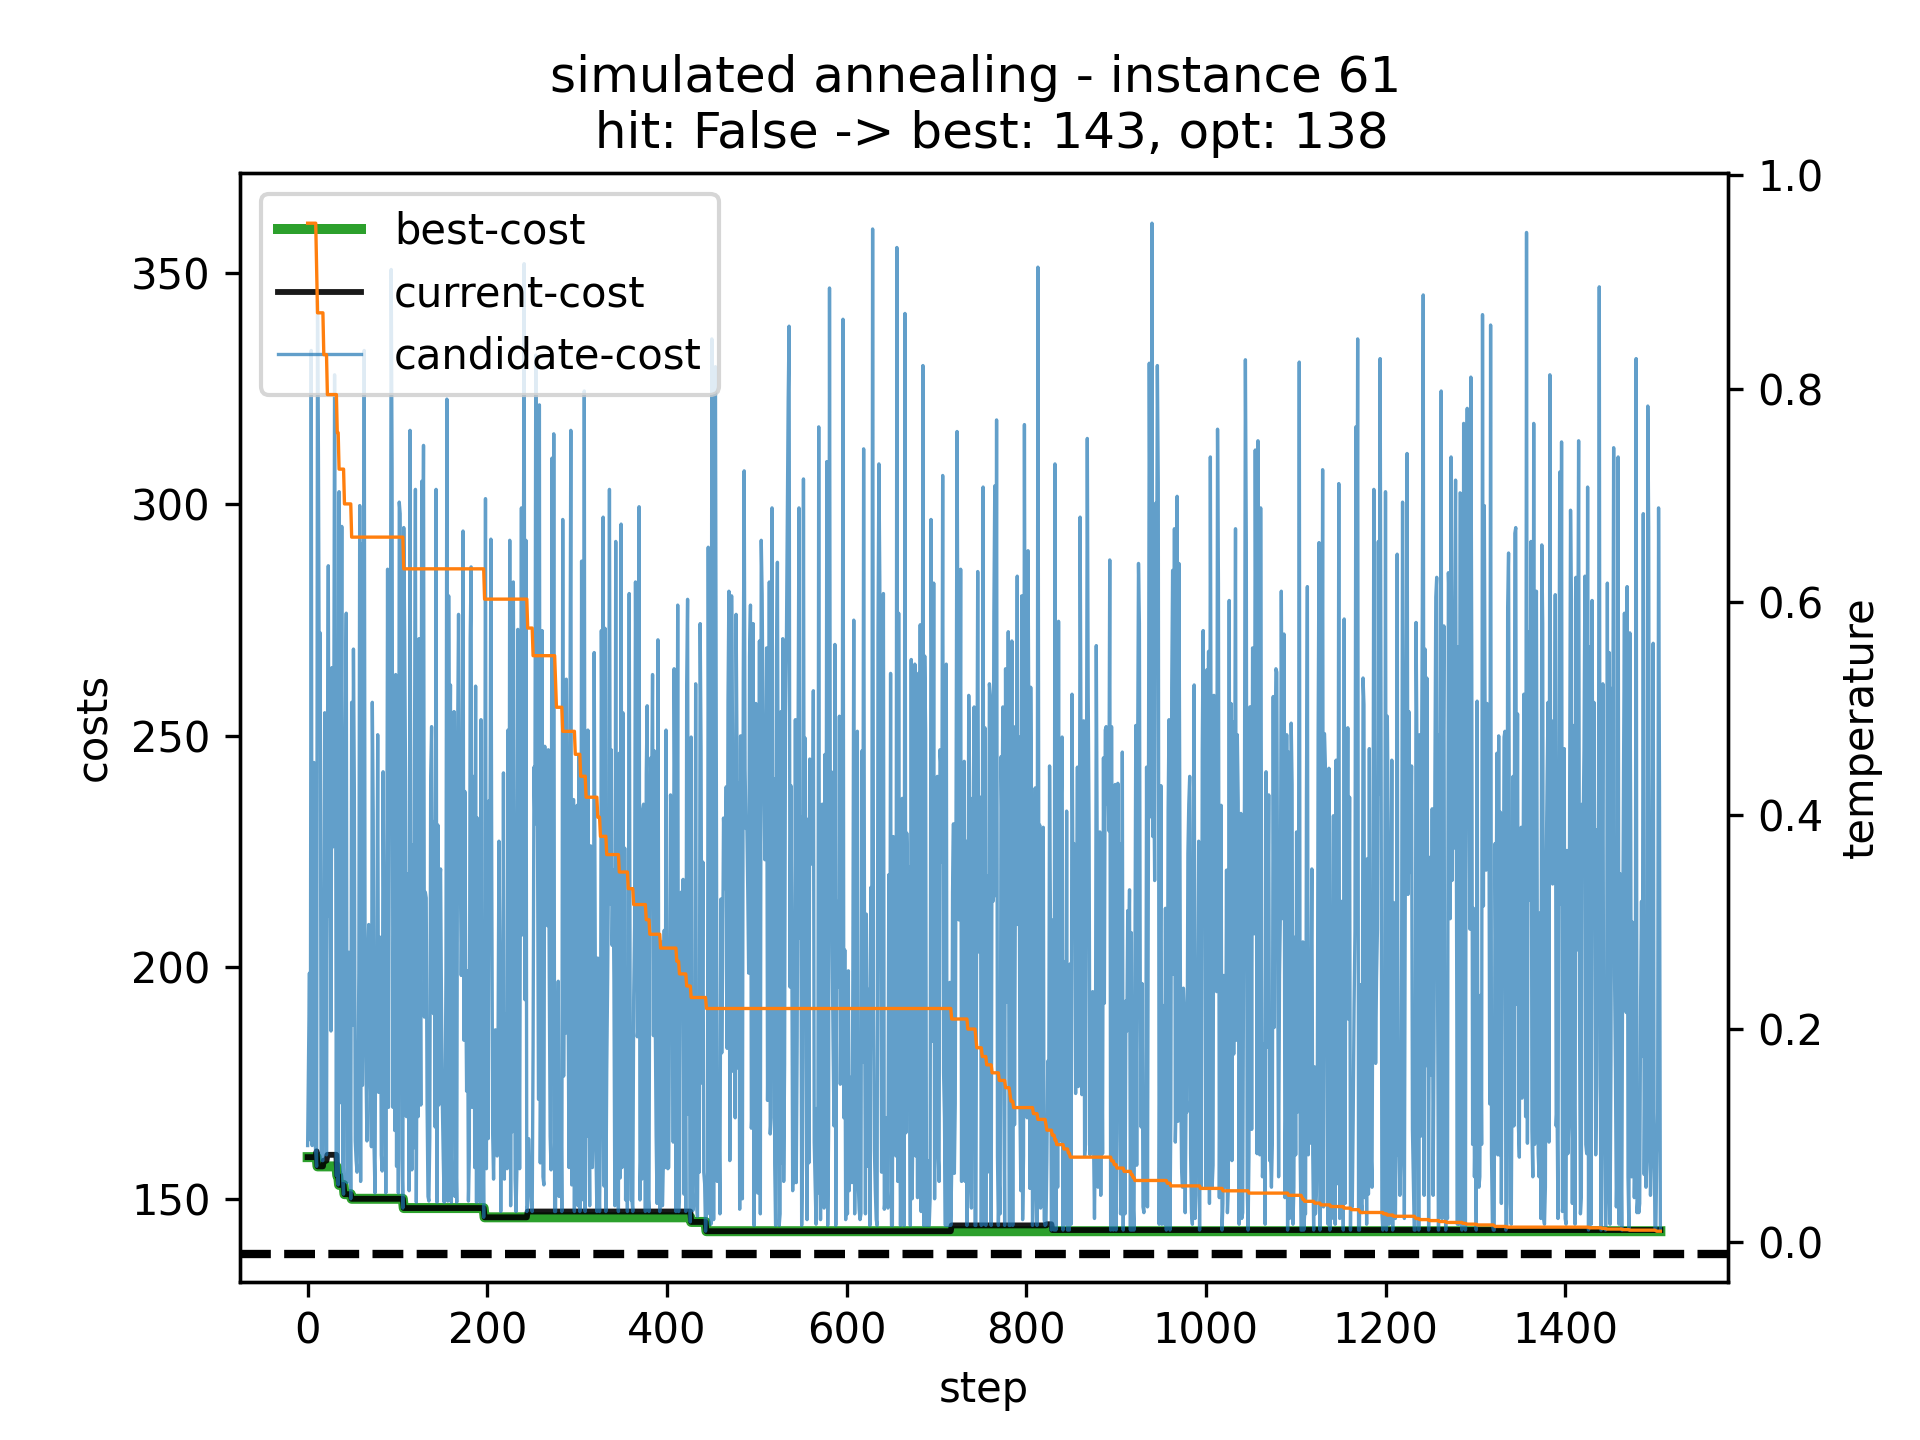 simulated annealing - instance 61
hit: False -> best: 143, opt: 138
best-cost
current-cost
candidate-cost
costs
350
300
250
200
150
1.0
0.8
0.6
0.4
0.2
0.0
temperature
0 200 400 600 800 1000 1200 1400
step